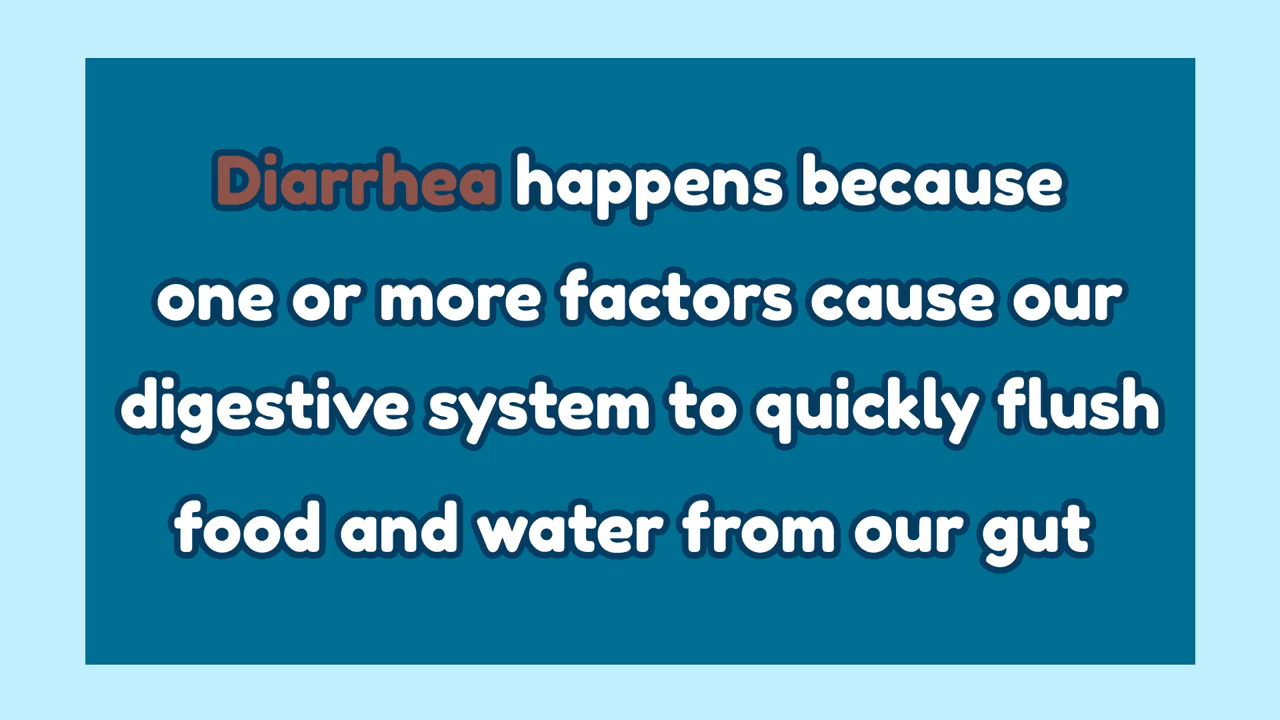 Diarrhea happens because
one or more factors cause our
digestive system to quickly flush
food and water from our gut